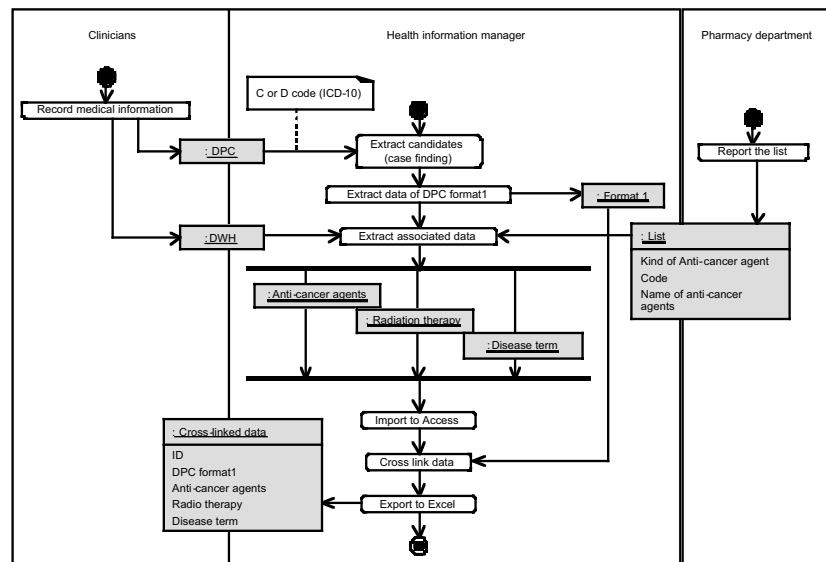 Clinicians
Health information manager
Pharmacy department
C or D code (ICD-10)
Record medical information
Extract candidates
(case finding)
: DPC
Report the list
Extract data of DPC format1
: Format 1
:DWH
Extract associated data
: List
Kind of Anti-cancer agent
Code
Name of anti-cancer
agents
:Anti-cancer agents
: Radiation therapy
:Disease term
Import to Access
: Cross-linked data
ID
DPC format1
Anti-cancer agents
Radio therapy
Disease term
Cross link data
Export to Excel